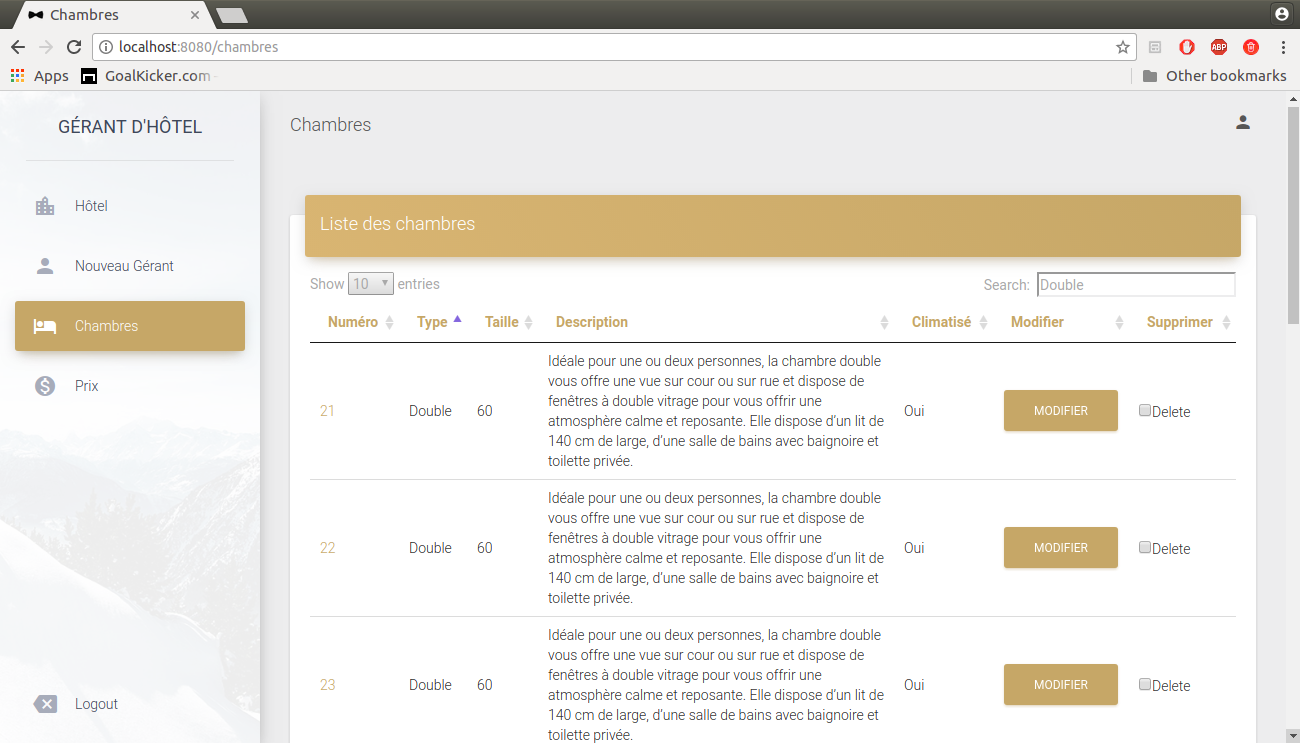 Chambres
localhost:8080/chambres
ABP
Apps
GoalKicker.com
Other bookmarks
GÉRANT D'HÔTEL
Hôtel
Nouveau Gérant
Chambres
Prix
Logout
Chambres
Liste des chambres
Show 10 entries
Search: Double
Numéro Type Taille Description Climatisé Modifier Supprimer
Idéale pour une ou deux personnes, la chambre double
vous offre une vue sur cour ou sur rue et dispose de
fenêtres à double vitrage pour vous offrir une
21 Double 60 atmosphère calme et reposante. Elle dispose d'un lit de Oui MODIFIER Delete
140 cm de large, d'une salle de bains avec baignoire et
toilette privée.
Idéale pour une ou deux personnes, la chambre double
vous offre une vue sur cour ou sur rue et dispose de
fenêtres à double vitrage pour vous offrir une
22 Double 60 atmosphère calme et reposante. Elle dispose d'un lit de Oui MODIFIER Delete
140 cm de large, d'une salle de bains avec baignoire et
toilette privée.
Idéale pour une ou deux personnes, la chambre double
vous offre une vue sur cour ou sur rue et dispose de
fenêtres à double vitrage pour vous offrir une
23 Double 60 atmosphère calme et reposante. Elle dispose d'un lit de Oui MODIFIER Delete
140 cm de large, d'une salle de bains avec baignoire et
toilette privée.